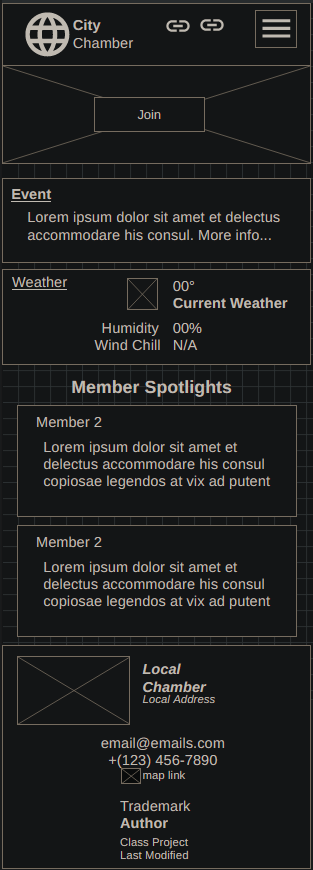 City
Chamber
Join
Event
Lorem ipsum dolor sit amet et delectus
accommodare his consul. More info...
Weather
00°
Current Weather
Humidity 00%
Wind Chill N/A
Member Spotlights
Member 2
Lorem ipsum dolor sit amet et
delectus accommodare his consul
copiosae legendos at vix ad putent
Member 2
Lorem ipsum dolor sit amet et
delectus accommodare his consul
copiosae legendos at vix ad putent
Local
Chamber
Local Address
email@emails.com
+(123) 456-7890
map link
Trademark
Author
Class Project
Last Modified